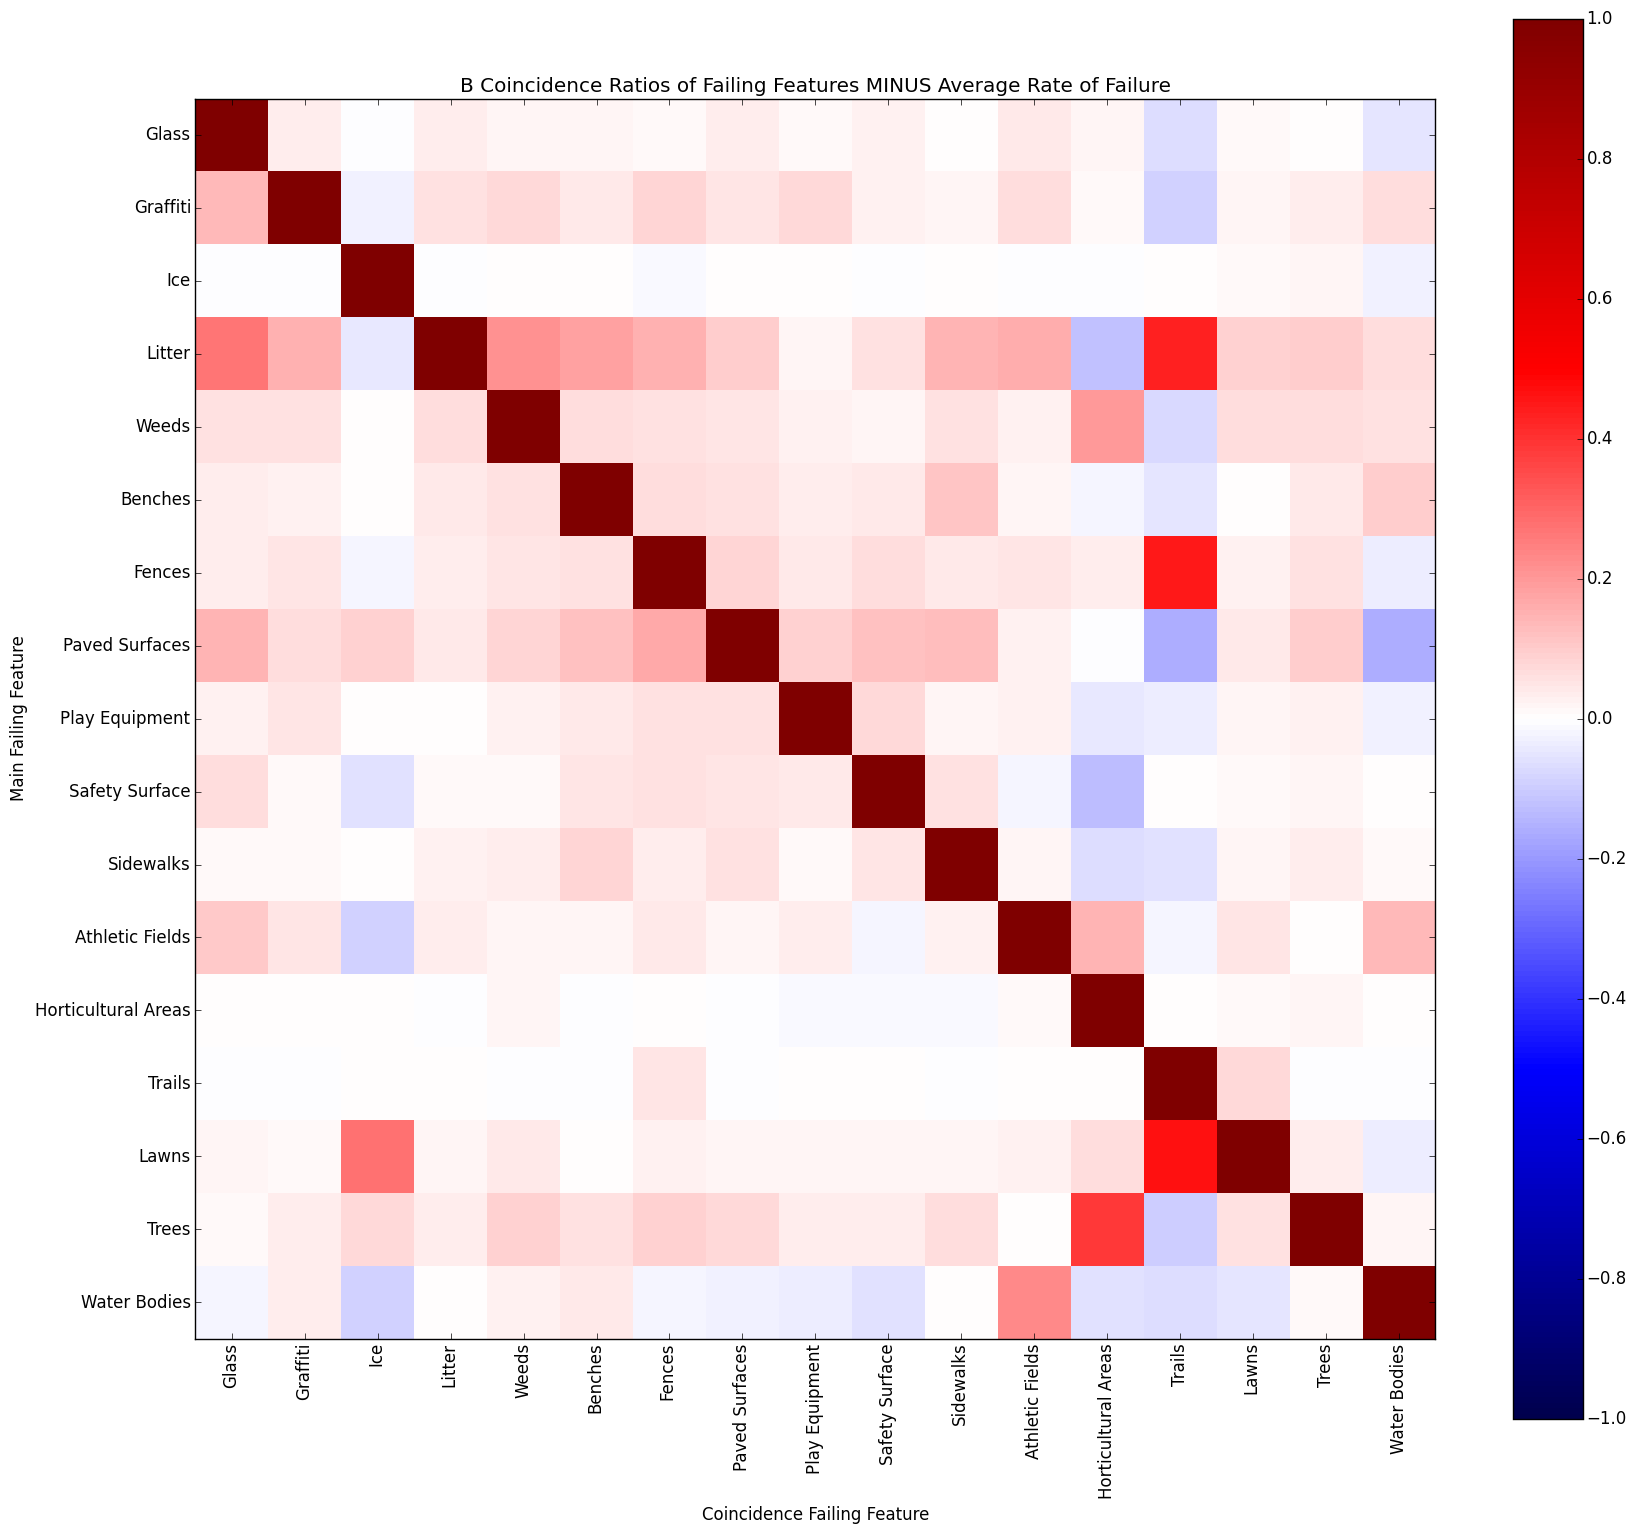 B Coincidence Ratios of Failing Features MINUS Average Rate of Failure
Main Failing Feature
Glass
Graffiti
Ice
Litter
Weeds
Benches
Fences
Paved Surfaces
Play Equipment
Safety Surface
Sidewalks
Athletic Fields
Horticultural Areas
Trails
Lawns
Trees
Water Bodies
Glass
Graffiti
Ice
Litter
Weeds
Benches
Fences
Paved Surfaces
Play Equipment
Safety Surface
Sidewalks
Athletic Fields
Horticultural Areas
Trails
Lawns
Trees
Water Bodies
Coincidence Failing Feature
1.0
0.8
0.6
0.4
0.2
0.0
−0.2
−0.4
−0.6
−0.8
−1.0